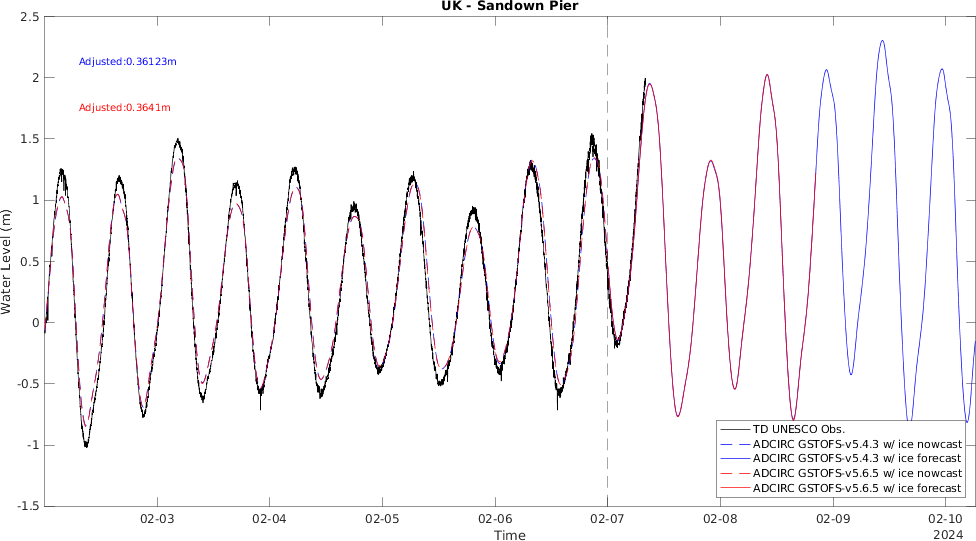 UK - Sandown Pier
2.5
2
1.5
1
0.5
0
-0.5
-1
-1.5
Water Level (m)
Adjusted:0.36123m
Adjusted:0.3641m
TD UNESCO Obs.
ADCIRC GSTOFS-v5.4.3 w/ ice nowcast
ADCIRC GSTOFS-v5.4.3 w/ ice forecast
ADCIRC GSTOFS-v5.6.5 w/ ice nowcast
ADCIRC GSTOFS-v5.6.5 w/ ice forecast
02-03 02-04 02-05 02-06 02-07 02-08 02-09 02-10
Time 2024